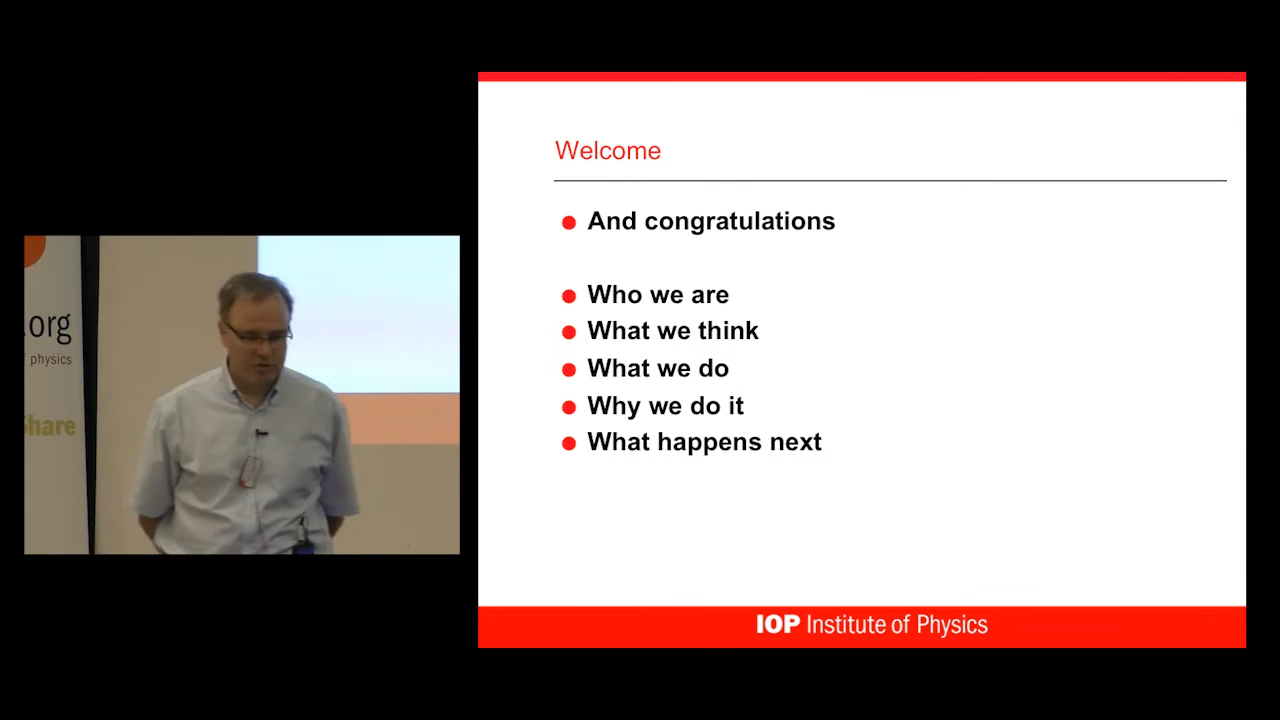 Welcome
And congratulations
Who we are
What we think
What we do
Why we do it
What happens next
IOP Institute of Physics
.org
f physics
hare